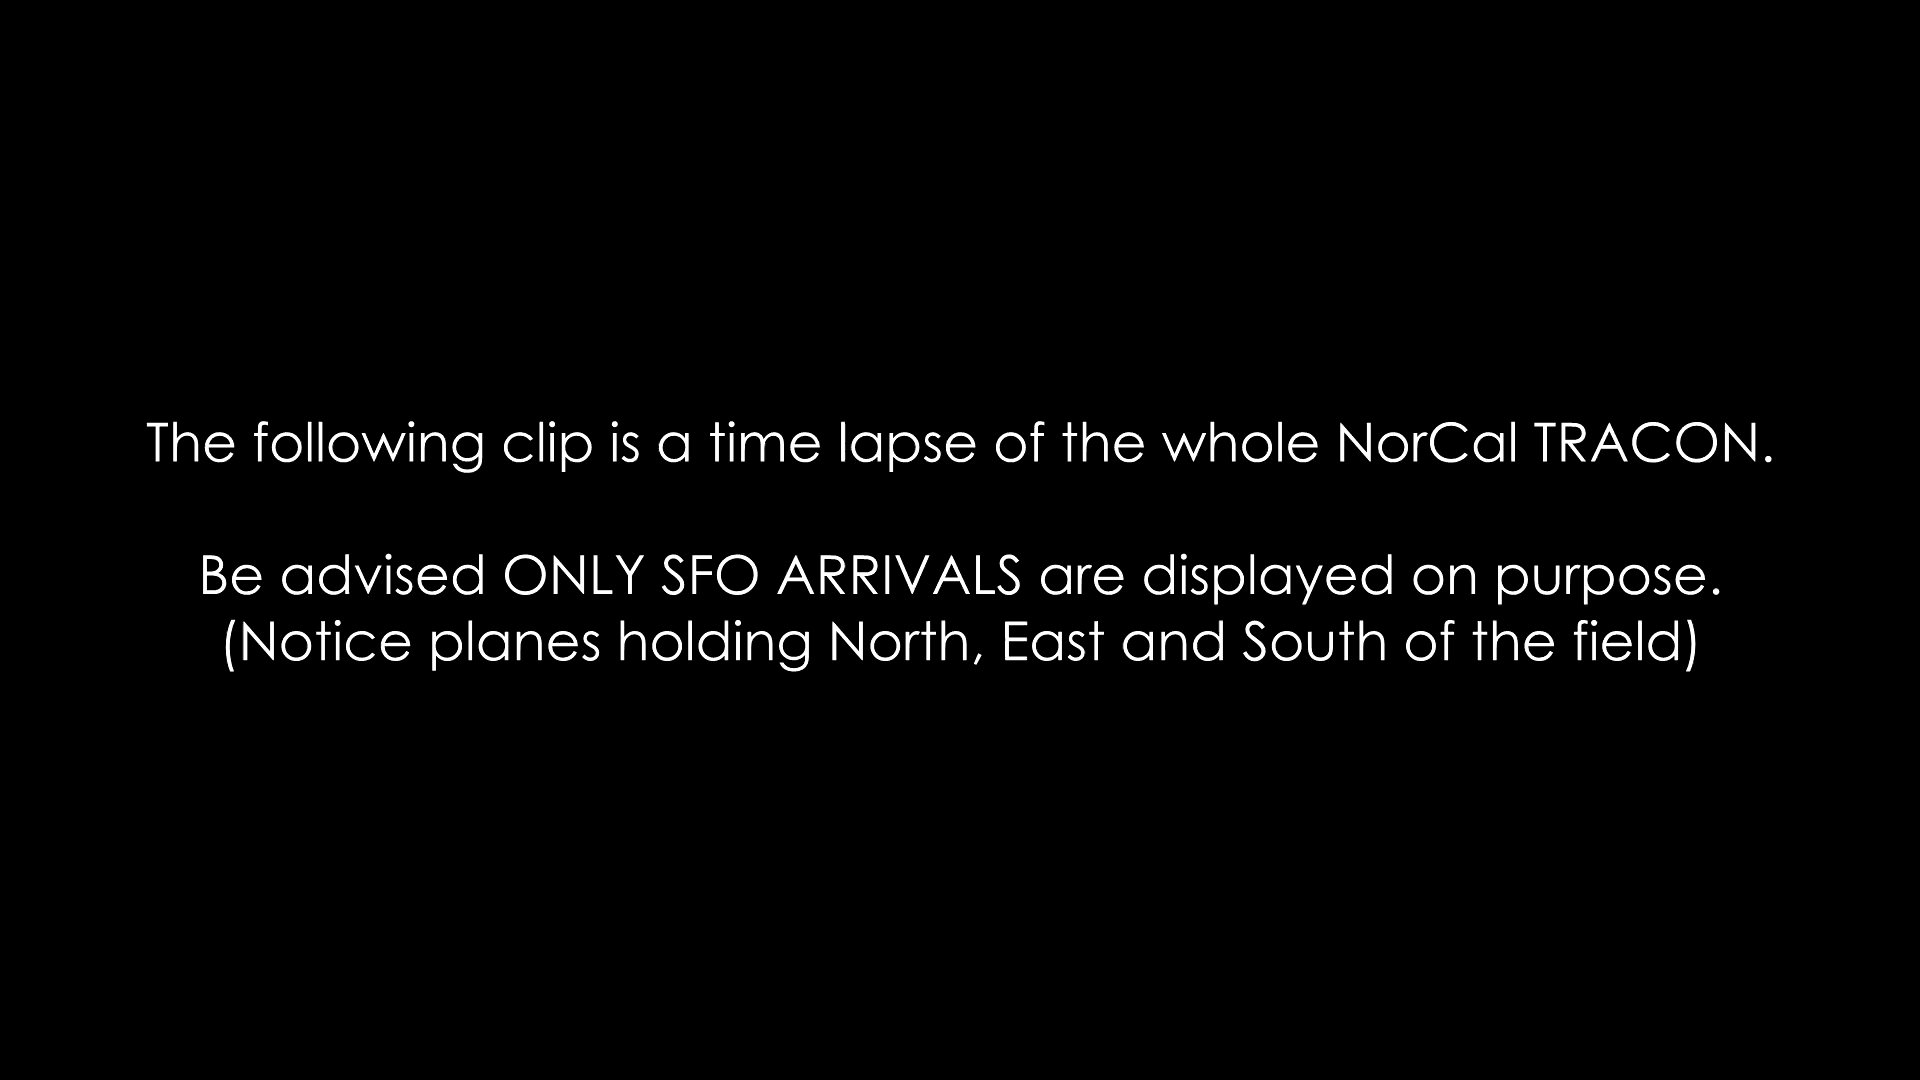 The following clip is a time lapse of the whole NorCal TRACON.
Be advised ONLY SFO ARRIVALS are displayed on purpose.
(Notice planes holding North, East and South of the field)